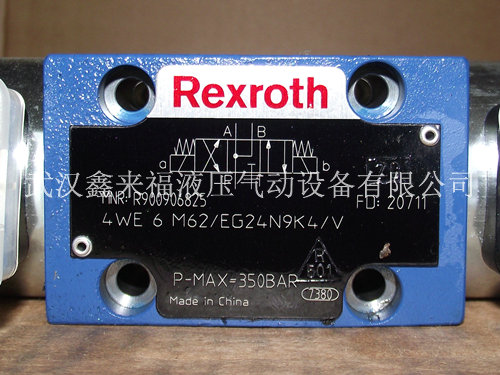 Rexroth
A B
a b
武汉鑫来福液压气动设备有限公司
MNR: R900906825
FD: 20711
4WE 6 M62/EG24N9K4/V
R
601
P-MAX=350BAR
7380
Made in China